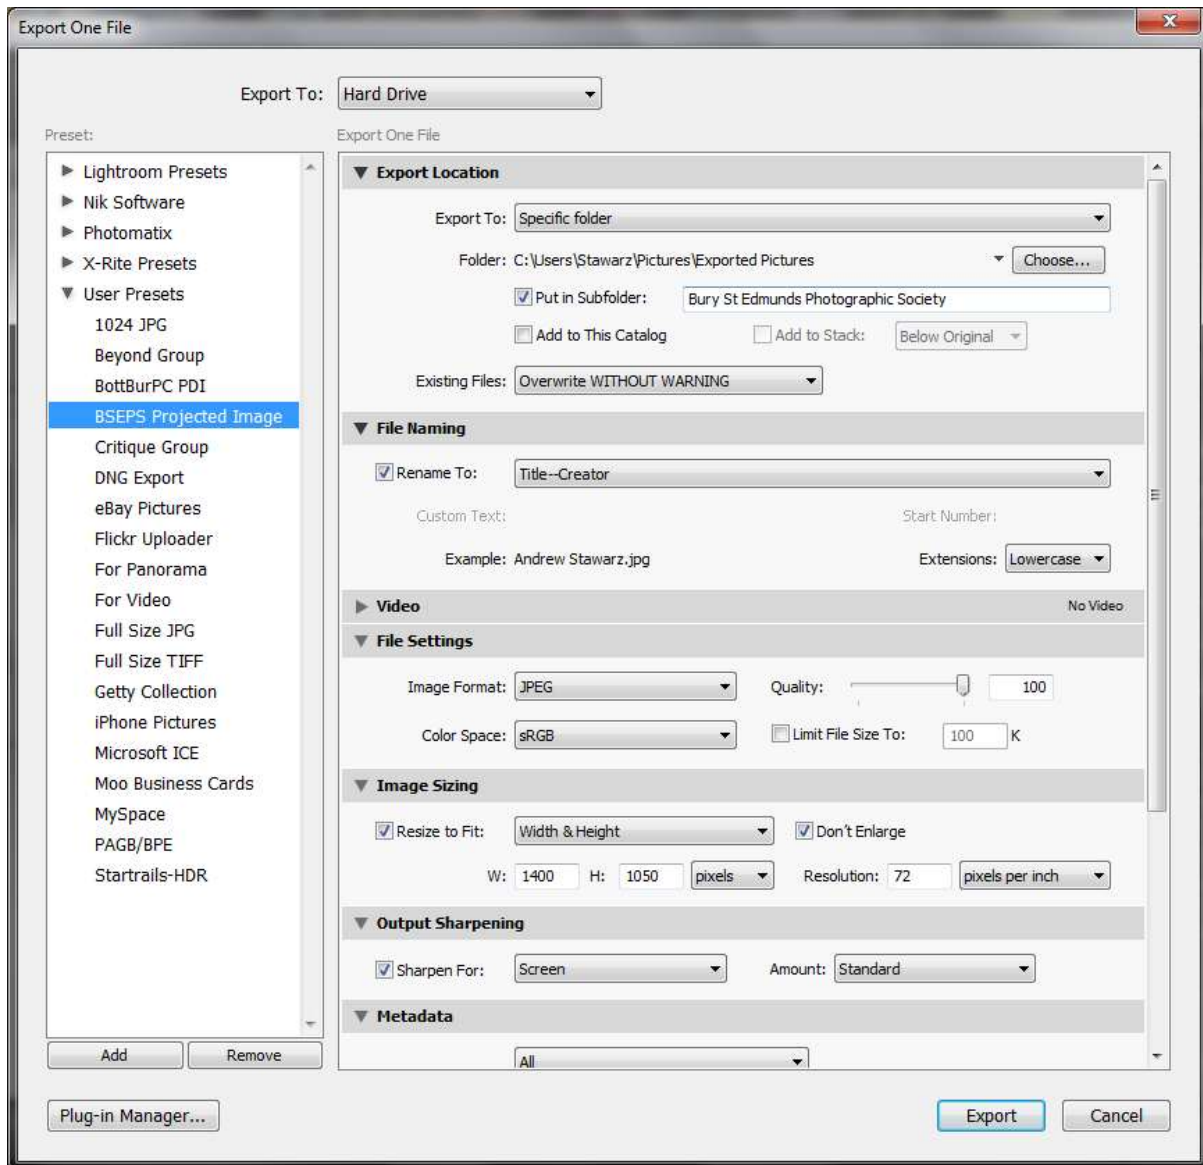 Export One File
Export To: Hard Drive
Preset:
Lightroom Presets
Nik Software
Photomatix
X-Rite Presets
User Presets
1024 JPG
Beyond Group
BottBurPC PDI
BSEPS Projected Image
Critique Group
DNG Export
eBay Pictures
Flickr Uploader
For Panorama
For Video
Full Size JPG
Full Size TIFF
Getty Collection
iPhone Pictures
Microsoft ICE
Moo Business Cards
MySpace
PAGB/BPE
Startrails-HDR
Add Remove
Export One File
Export Location
Export To: Specific folder
Folder: C:\Users\Stawarz\Pictures\Exported Pictures Choose...
Put in Subfolder: Bury St Edmunds Photographic Society
Add to This Catalog Add to Stack: Below Original
Existing Files: Overwrite WITHOUT WARNING
File Naming
Rename To: Title--Creator
Custom Text: Start Number:
Example: Andrew Stawarz.jpg Extensions: Lowercase
Video No Video
File Settings
Image Format: JPEG Quality: 100
Color Space: sRGB Limit File Size To: 100 K
Image Sizing
Resize to Fit: Width & Height Don't Enlarge
W: 1400 H: 1050 pixels Resolution: 72 pixels per inch
Output Sharpening
Sharpen For: Screen Amount: Standard
Metadata
All
Plug-in Manager... Export Cancel